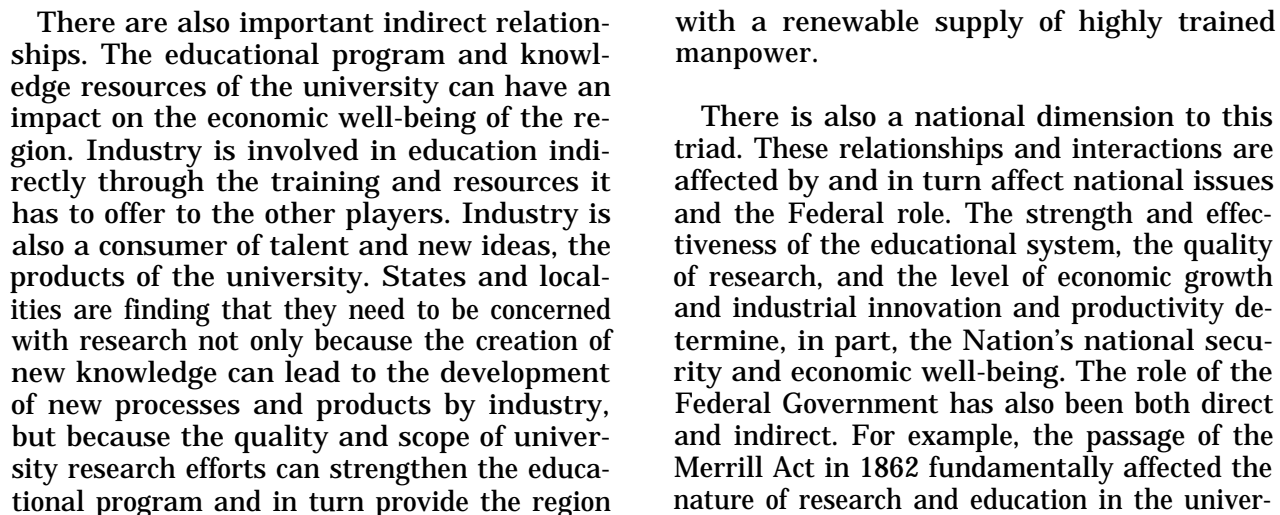 There are also important indirect relation-
ships. The educational program and knowl-
edge resources of the university can have an
impact on the economic well-being of the re-
gion. Industry is involved in education indi-
rectly through the training and resources it
has to offer to the other players. Industry is
also a consumer of talent and new ideas, the
products of the university. States and local-
ities are finding that they need to be concerned
with research not only because the creation of
new knowledge can lead to the development
of new processes and products by industry,
but because the quality and scope of univer-
sity research efforts can strengthen the educa-
tional program and in turn provide the region
with a renewable supply of highly trained
manpower.
There is also a national dimension to this
triad. These relationships and interactions are
affected by and in turn affect national issues
and the Federal role. The strength and effec-
tiveness of the educational system, the quality
of research, and the level of economic growth
and industrial innovation and productivity de-
termine, in part, the Nation's national secu-
rity and economic well-being. The role of the
Federal Government has also been both direct
and indirect. For example, the passage of the
Merrill Act in 1862 fundamentally affected the
nature of research and education in the univer-